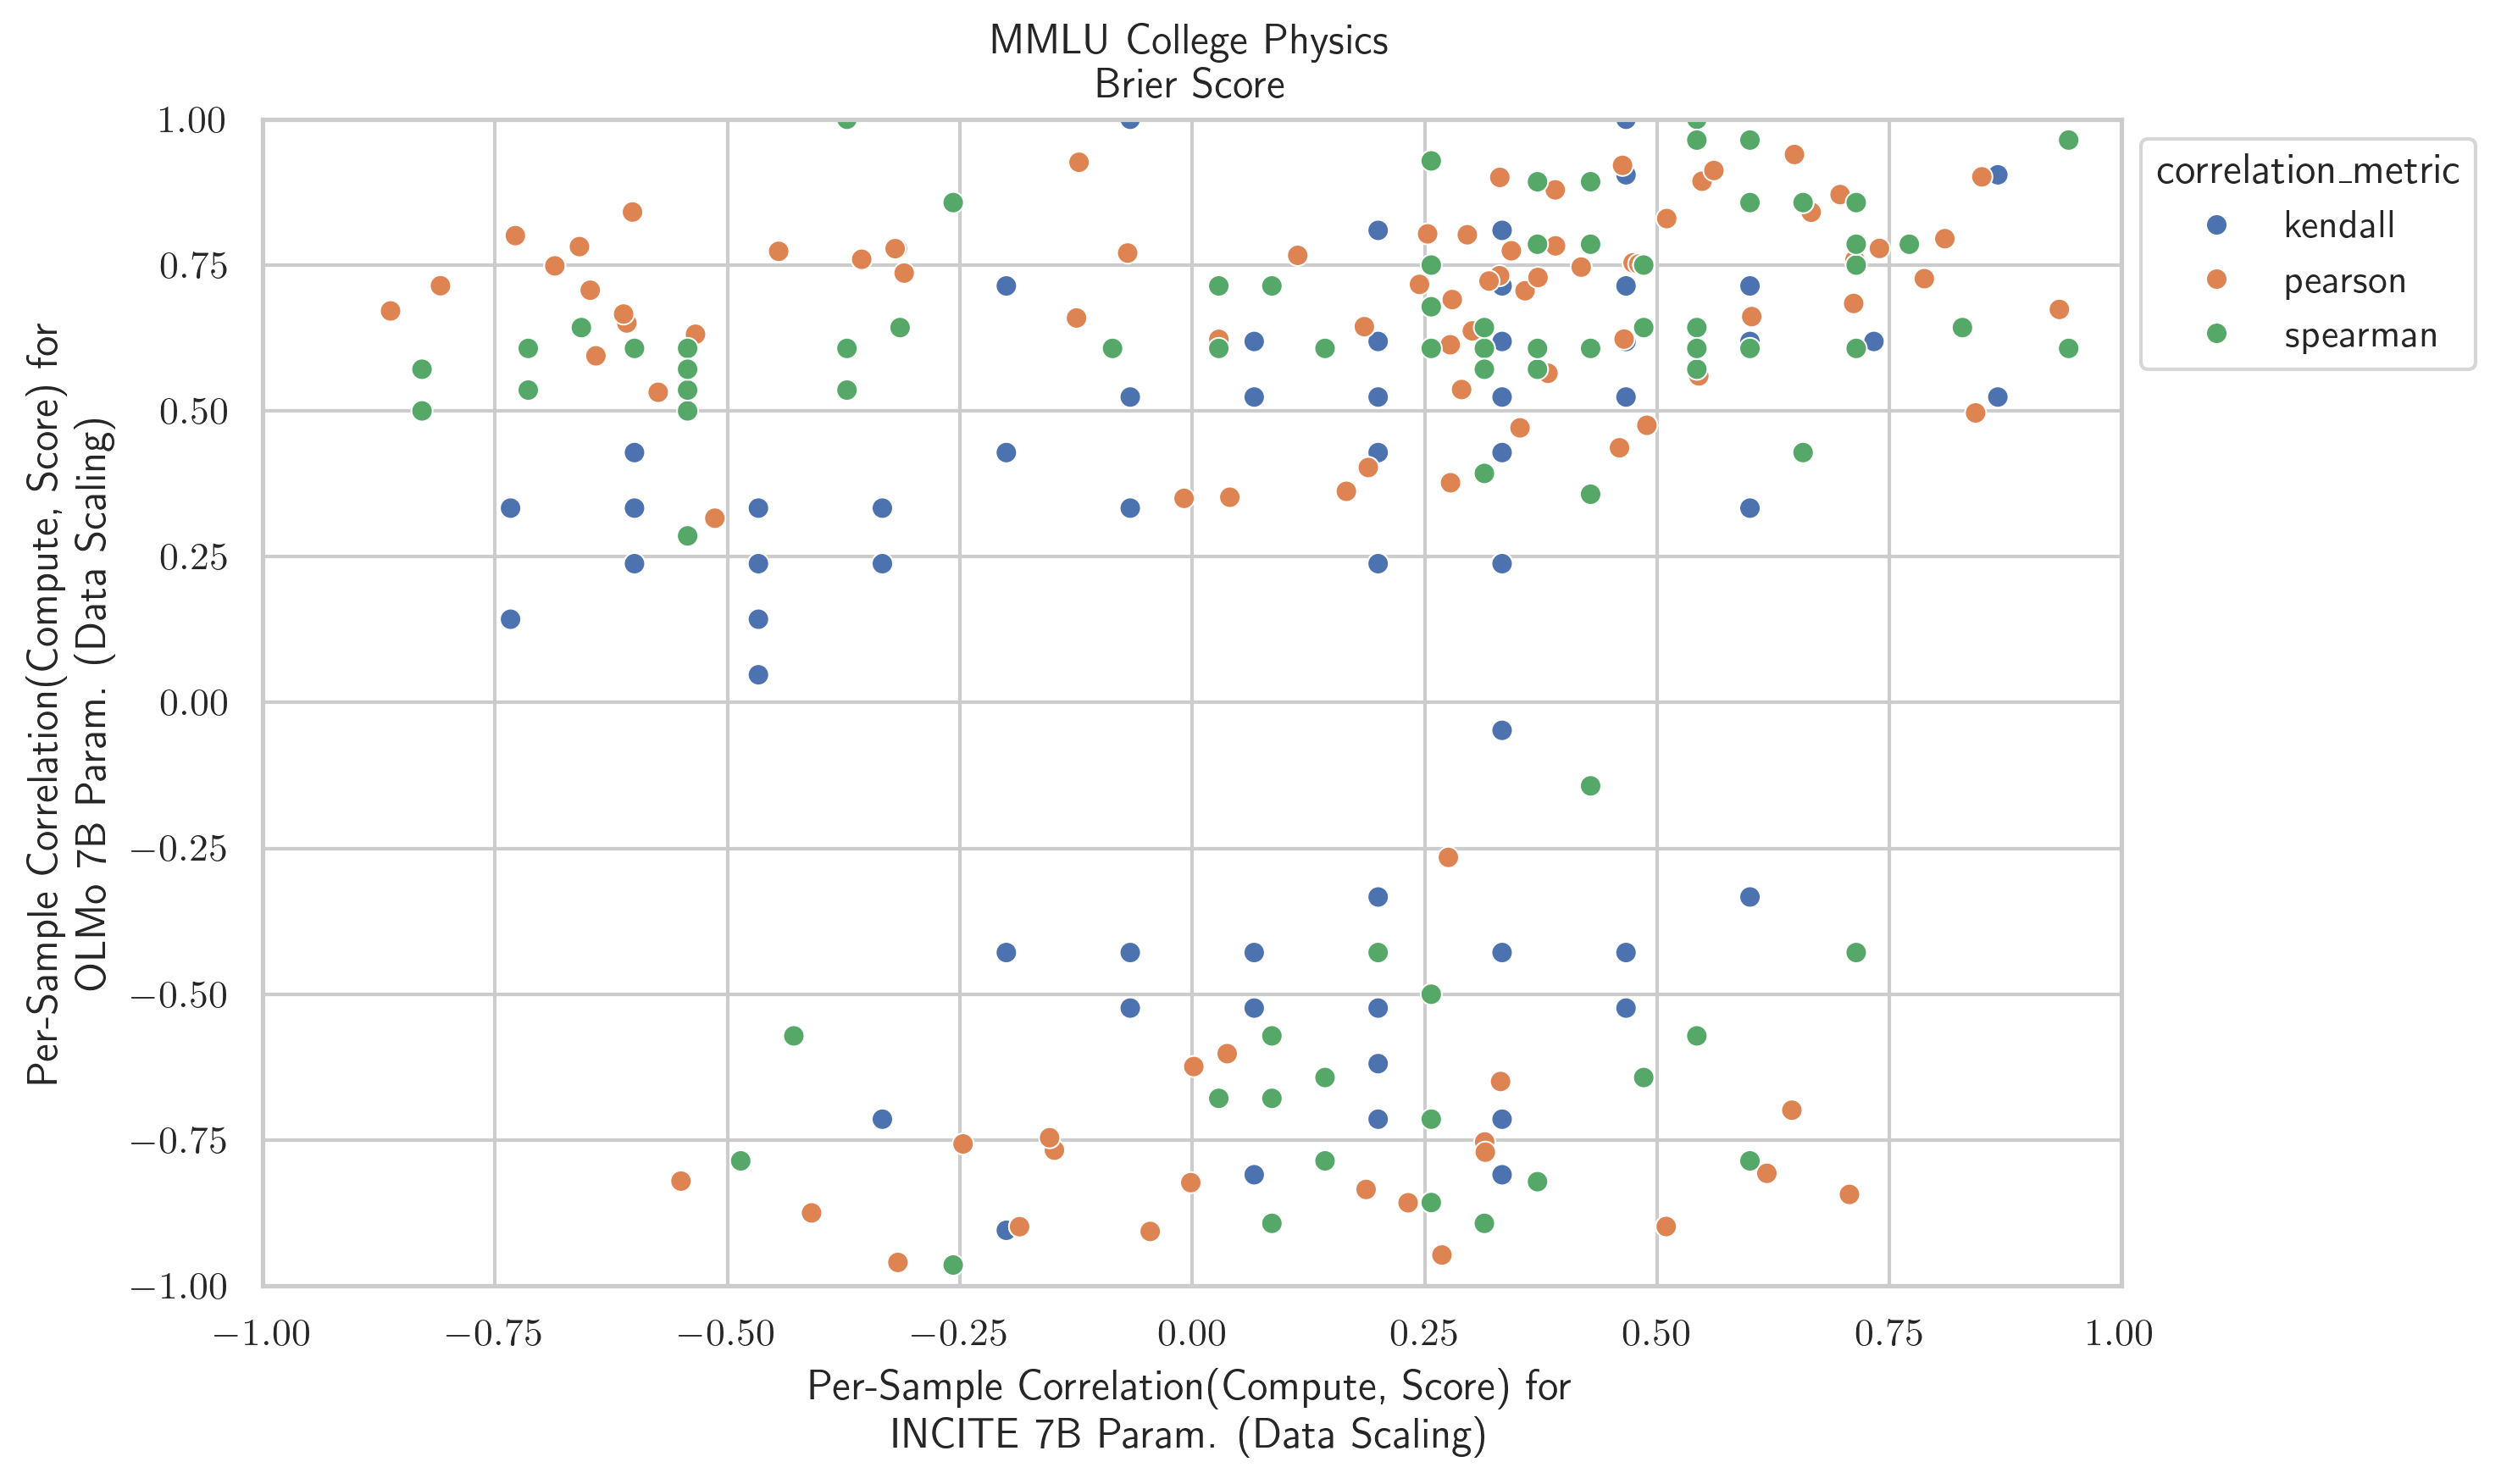 MMLU College Physics
Brier Score
Per-Sample Correlation(Compute, Score) for
OLMo 7B Param. (Data Scaling)
1.00
0.75
0.50
0.25
0.00
−0.25
−0.50
−0.75
−1.00
−1.00 −0.75 −0.50 −0.25 0.00 0.25 0.50 0.75 1.00
Per-Sample Correlation(Compute, Score) for
INCITE 7B Param. (Data Scaling)
correlation_metric
kendall
pearson
spearman